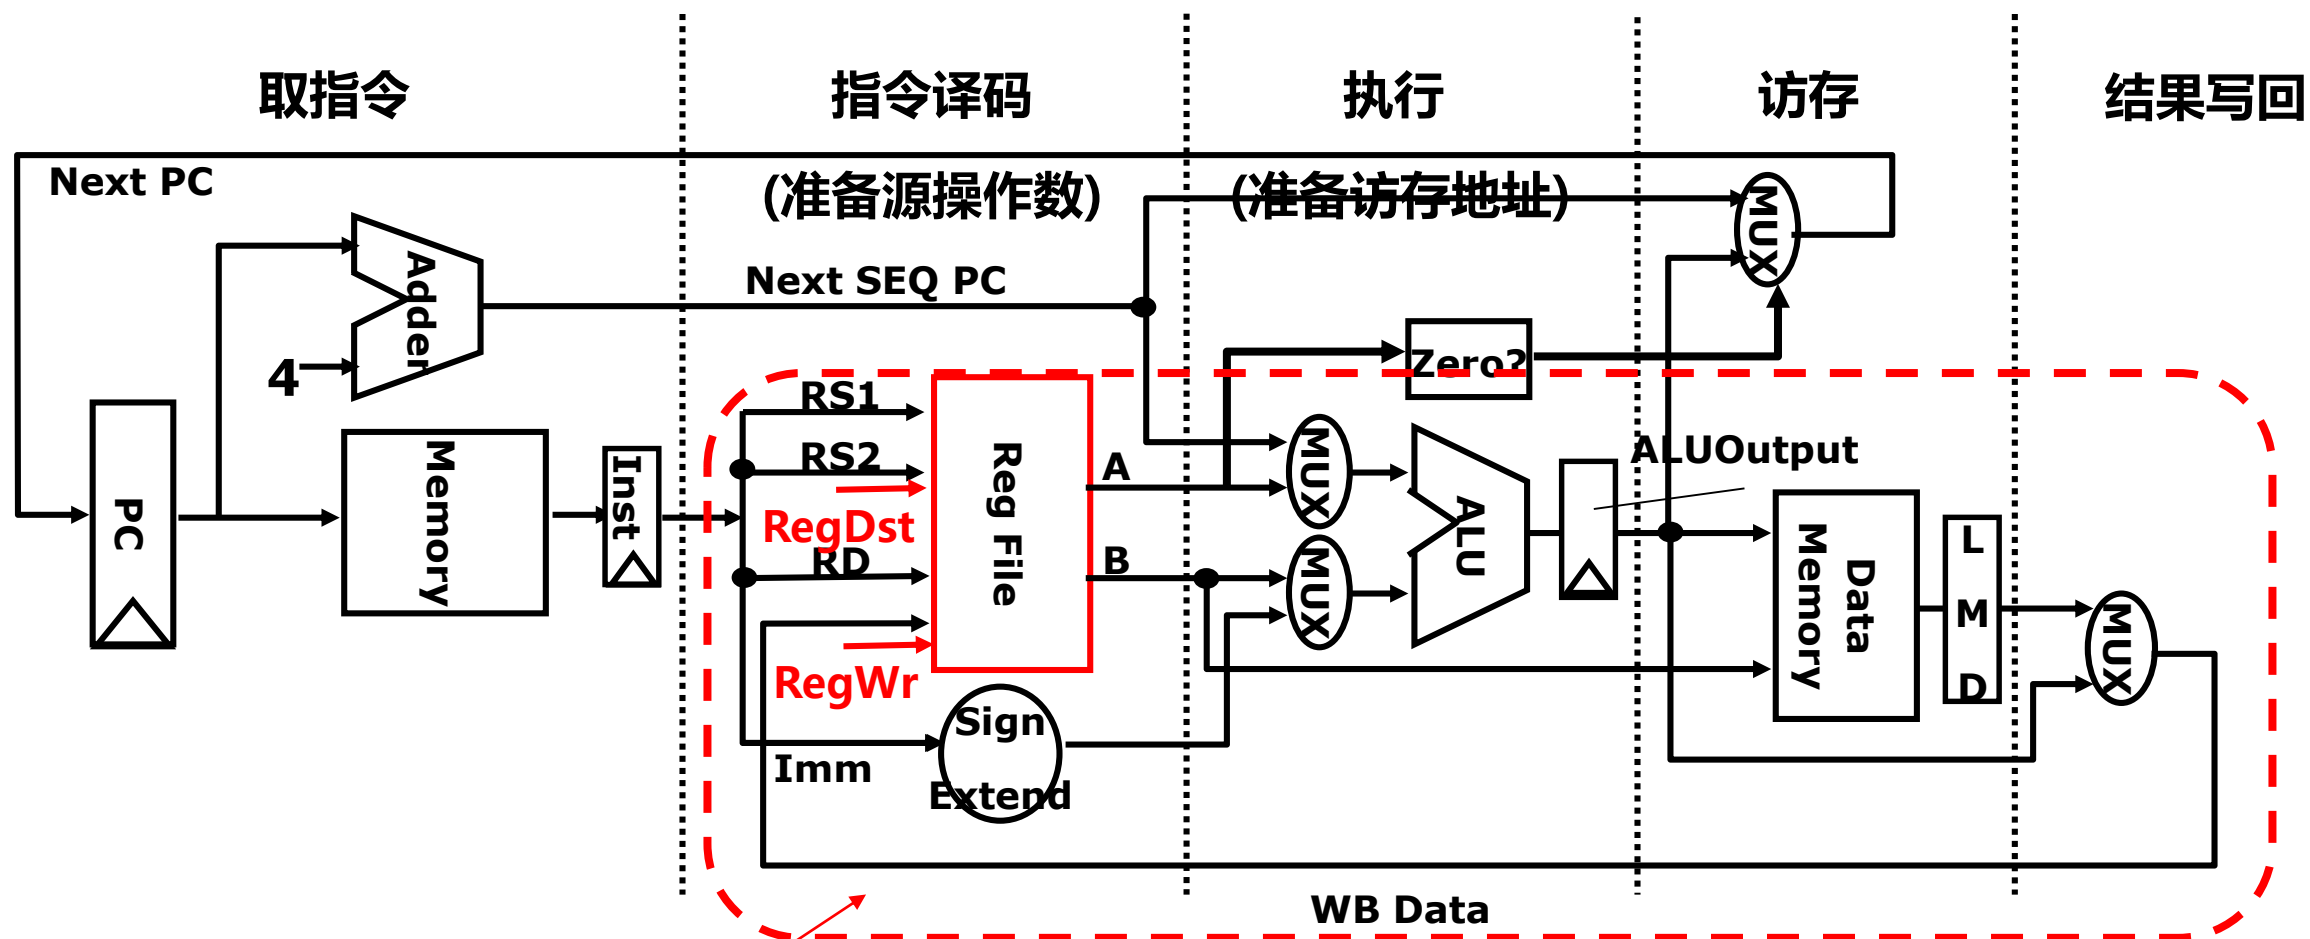 取指令
指令译码
执行
访存
结果写回
(准备源操作数)
(准备访存地址)
Next PC
MUX
Adder
Next SEQ PC
4
Zero?
RS1
RS2
RegDst
RD
RegWr
Reg File
A
B
MUX
MUX
ALU
ALUOutput
PC
Memory
Inst
Data
Memory
L
M
D
MUX
Sign
Extend
Imm
WB Data